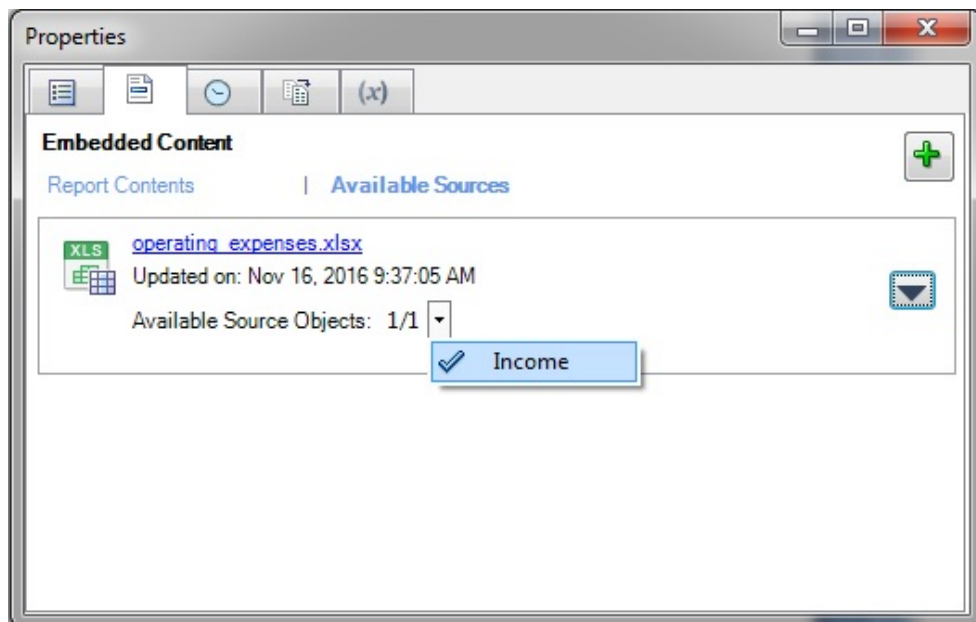 Properties
(x)
Embedded Content
Report Contents | Available Sources
XLS
operating_expenses.xlsx
Updated on: Nov 16, 2016 9:37:05 AM
Available Source Objects: 1/1
Income